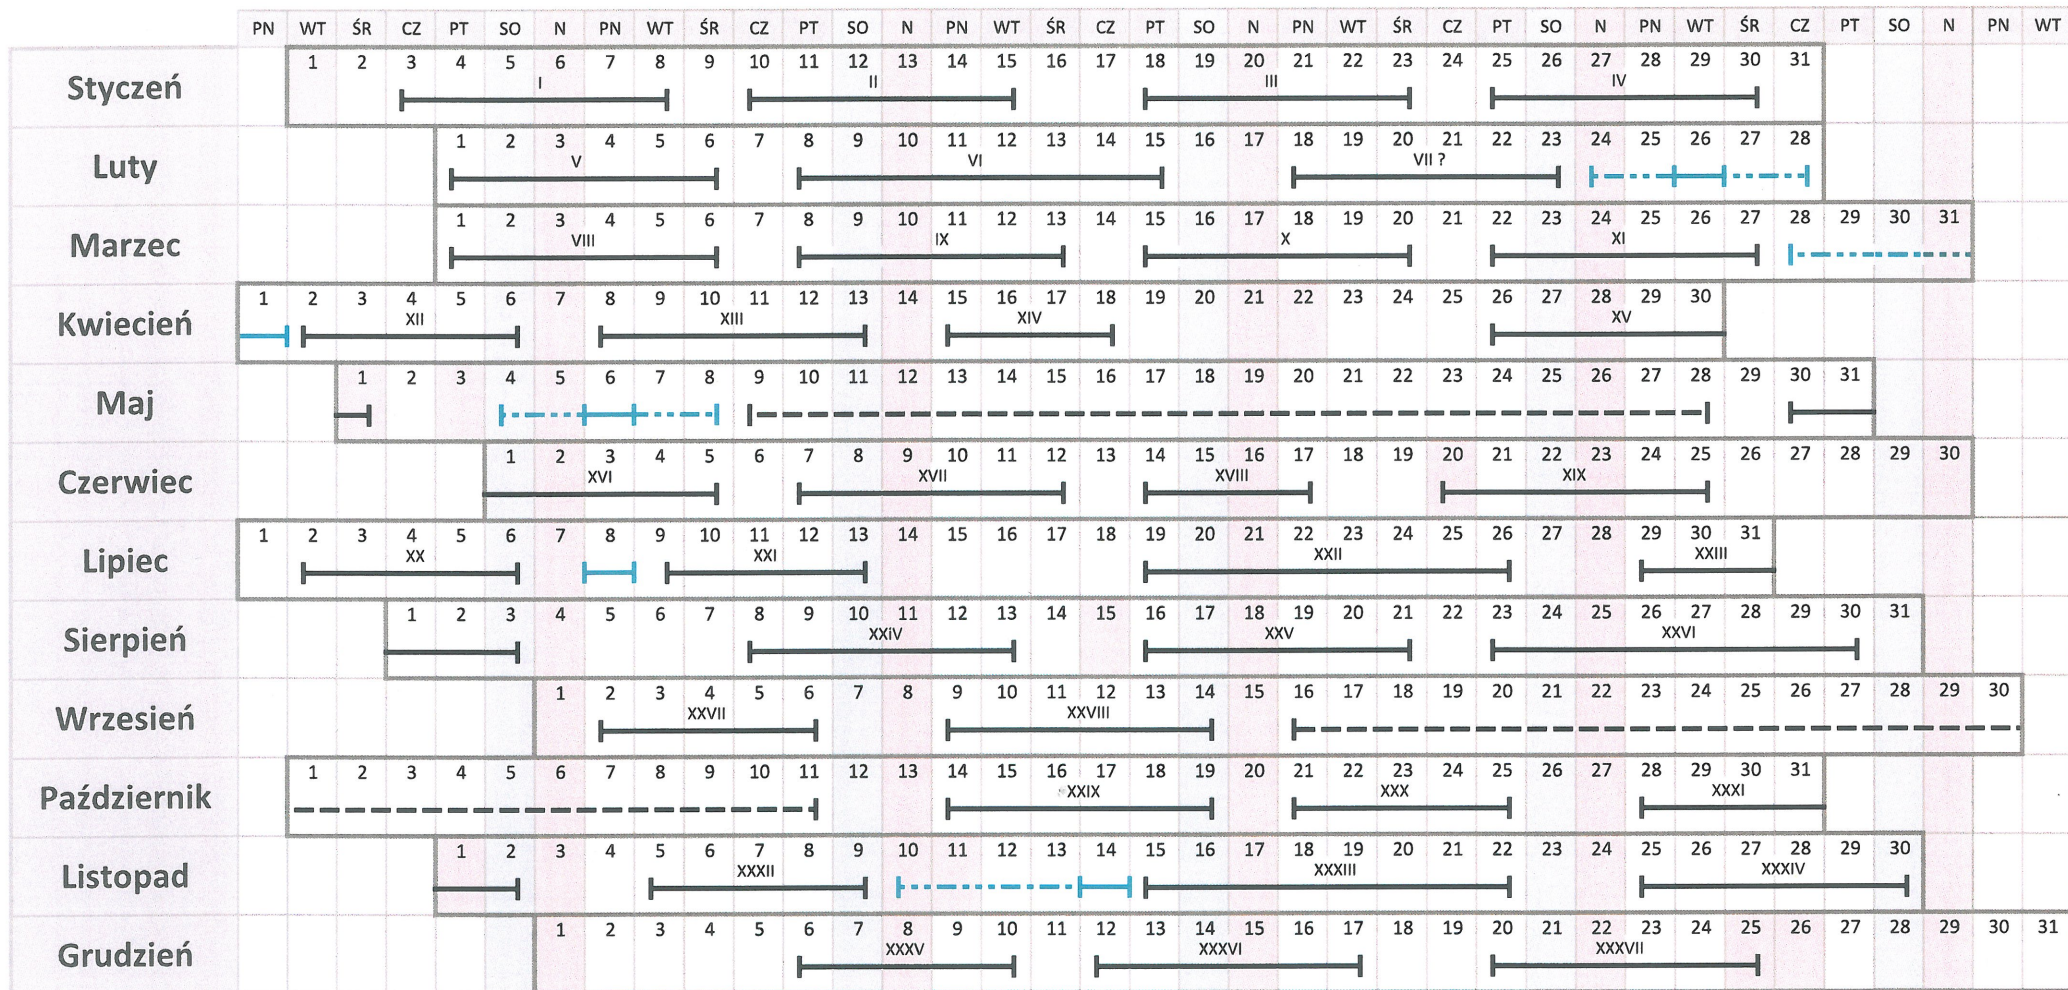 PN WT ŚR CZ PT SO N PN WT ŚR CZ PT SO N PN WT ŚR CZ PT SO N PN WT ŚR CZ PT SO N PN WT ŚR CZ PT SO N PN WT
Styczeń 1 2 3 4 5 6 7 8 9 10 11 12 13 14 15 16 17 18 19 20 21 22 23 24 25 26 27 28 29 30 31
I II III IV
Luty 1 2 3 4 5 6 7 8 9 10 11 12 13 14 15 16 17 18 19 20 21 22 23 24 25 26 27 28
V VI VII ?
Marzec 1 2 3 4 5 6 7 8 9 10 11 12 13 14 15 16 17 18 19 20 21 22 23 24 25 26 27 28 29 30 31
VIII IX X XI
Kwiecień 1 2 3 4 5 6 7 8 9 10 11 12 13 14 15 16 17 18 19 20 21 22 23 24 25 26 27 28 29 30
XII XIII XIV XV
Maj 1 2 3 4 5 6 7 8 9 10 11 12 13 14 15 16 17 18 19 20 21 22 23 24 25 26 27 28 29 30 31
Czerwiec 1 2 3 4 5 6 7 8 9 10 11 12 13 14 15 16 17 18 19 20 21 22 23 24 25 26 27 28 29 30
XVI XVII XVIII XIX
Lipiec 1 2 3 4 5 6 7 8 9 10 11 12 13 14 15 16 17 18 19 20 21 22 23 24 25 26 27 28 29 30 31
XX XXI XXII XXIII
Sierpień 1 2 3 4 5 6 7 8 9 10 11 12 13 14 15 16 17 18 19 20 21 22 23 24 25 26 27 28 29 30 31
XXiV XXV XXVI
Wrzesień 1 2 3 4 5 6 7 8 9 10 11 12 13 14 15 16 17 18 19 20 21 22 23 24 25 26 27 28 29 30
XXVII XXVIII
Październik 1 2 3 4 5 6 7 8 9 10 11 12 13 14 15 16 17 18 19 20 21 22 23 24 25 26 27 28 29 30 31
XXIX XXX XXXI
Listopad 1 2 3 4 5 6 7 8 9 10 11 12 13 14 15 16 17 18 19 20 21 22 23 24 25 26 27 28 29 30
XXXII XXXIII XXXIV
Grudzień 1 2 3 4 5 6 7 8 9 10 11 12 13 14 15 16 17 18 19 20 21 22 23 24 25 26 27 28 29 30 31
XXXV XXXVI XXXVII